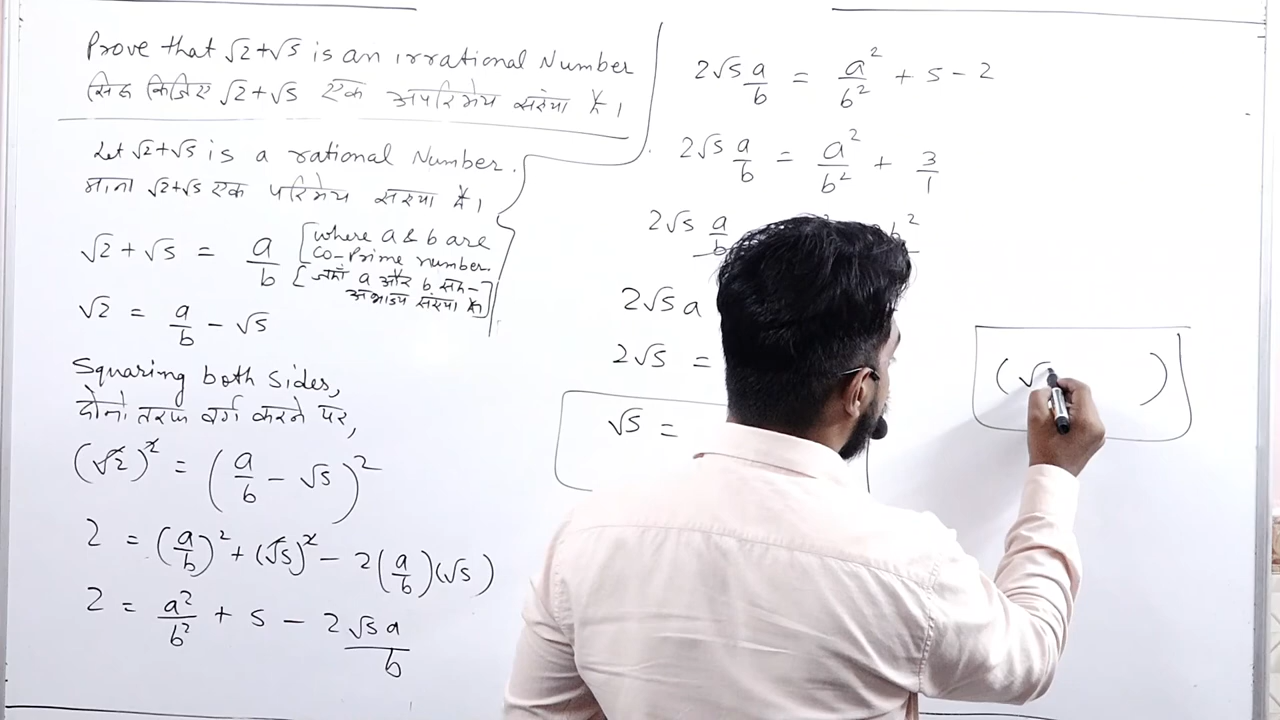 Prove that √2+√5 is an irrational Number
सिद्ध किजिए √2+√5 एक अपरिमेय संख्या है।
Let √2+√5 is a rational Number.
माना √2+√5 एक परिमेय संख्या है।
√2 + √5 = a/b [where a & b are
co-prime number.
[जहाँ a और b सह-
अभाज्य संख्या है]
√2 = a/b - √5
Squaring both sides,
दोनो तरफ वर्ग करने पर,
(√2)² = (a/b - √5)²
2 = (a/b)² + (√5)² - 2(a/b)(√5)
2 = a²/b² + 5 - 2√5a/b
2√5 a/b = a²/b² + 5 - 2
2√5 a/b = a²/b² + 3/1
2√5 a/b
2√5 a
2√5 =
√5 =
(√ )